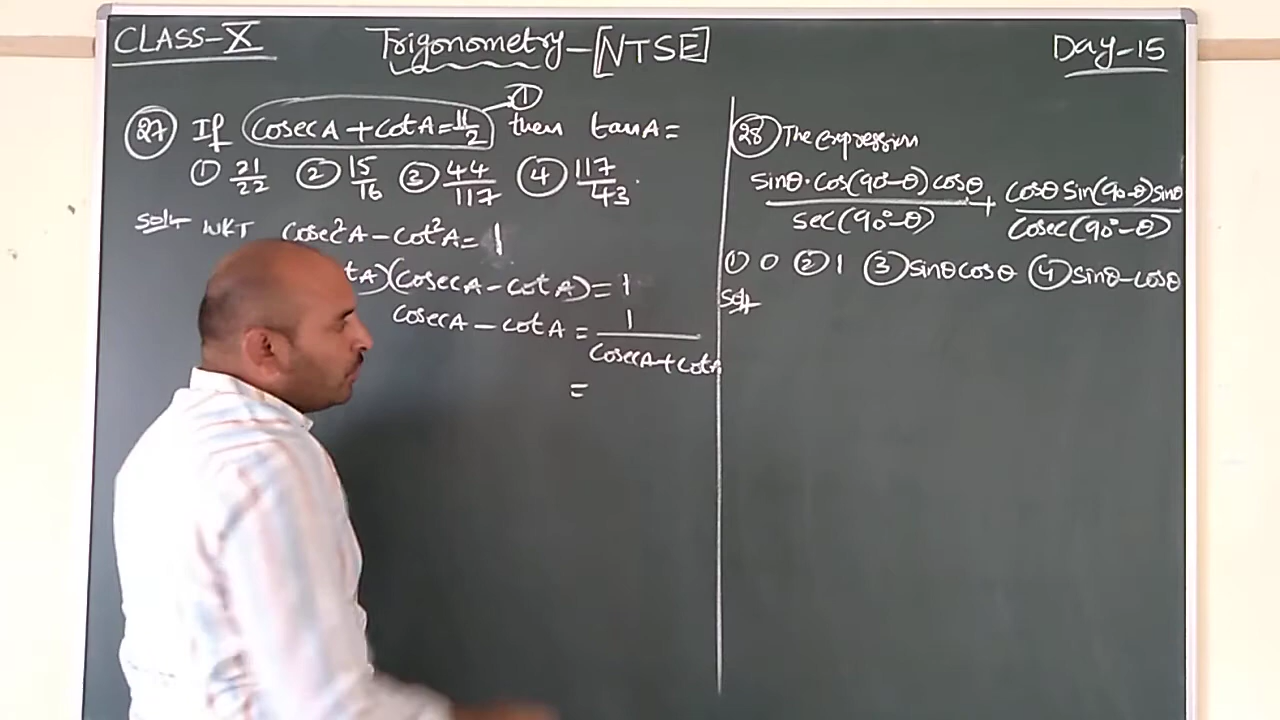 CLASS-X
Trigonometry-[NTSE]
Day-15
27 If cosecA+cotA=11/2 then tanA=
1
① 21/22 ② 15/16 ③ 44/117 ④ 117/43.
Sol:- WKT cosec²A-cot²A=1
tA)(cosecA-cotA)=1
cosecA-cotA=1/cosecA+cotA
=
28 The expression
sinθ·cos(90°-θ)cosθ/sec(90°-θ)+cosθ sin(90-θ)sinθ/cosec(90°-θ)
① 0 ② 1 ③ sinθcosθ ④ sinθ-cosθ
Sol:-